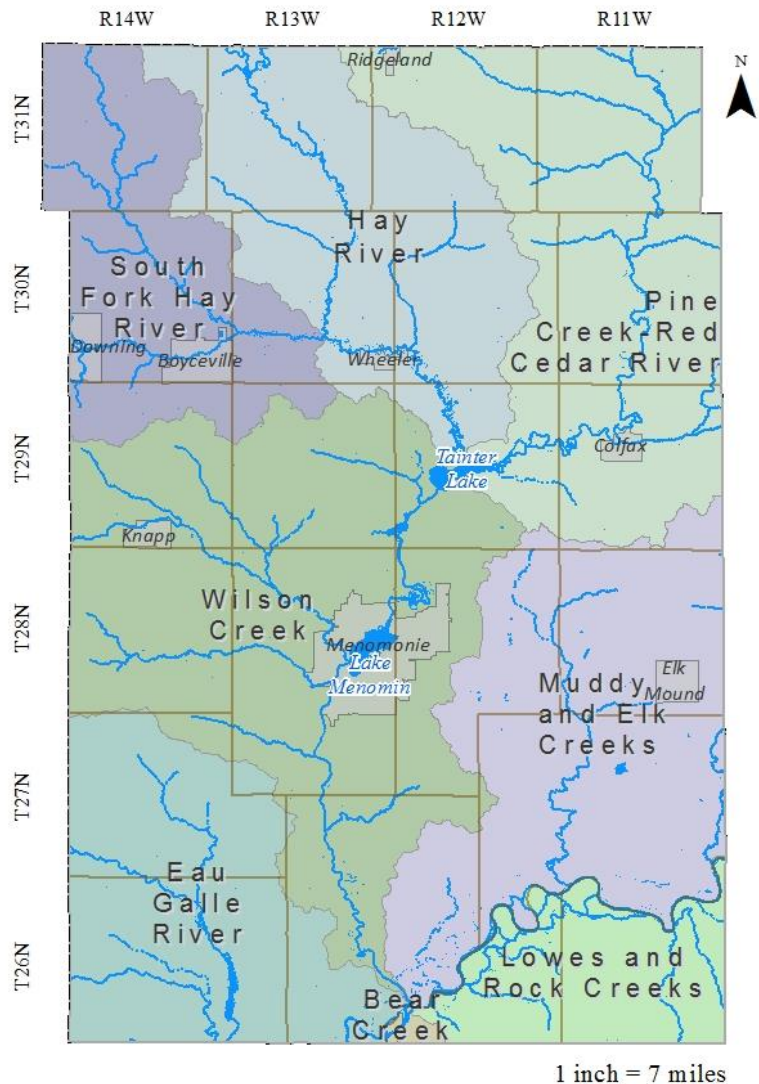 R14W R13W R12W R11W
N
T31N
Ridgeland
Hay
River
T30N
South
Fork Hay
River
Pine
Creek-Red
Cedar River
Downing
Boyceville
Wheeler
T29N
Colfax
Tainter
Lake
Knapp
T28N
Wilson
Creek
Menomonie
Lake
Menomin
Elk
Mound
Muddy
and Elk
Creeks
T27N
Eau
Galle
River
T26N
Lowes and
Rock Creeks
Bear
Creek
1 inch = 7 miles